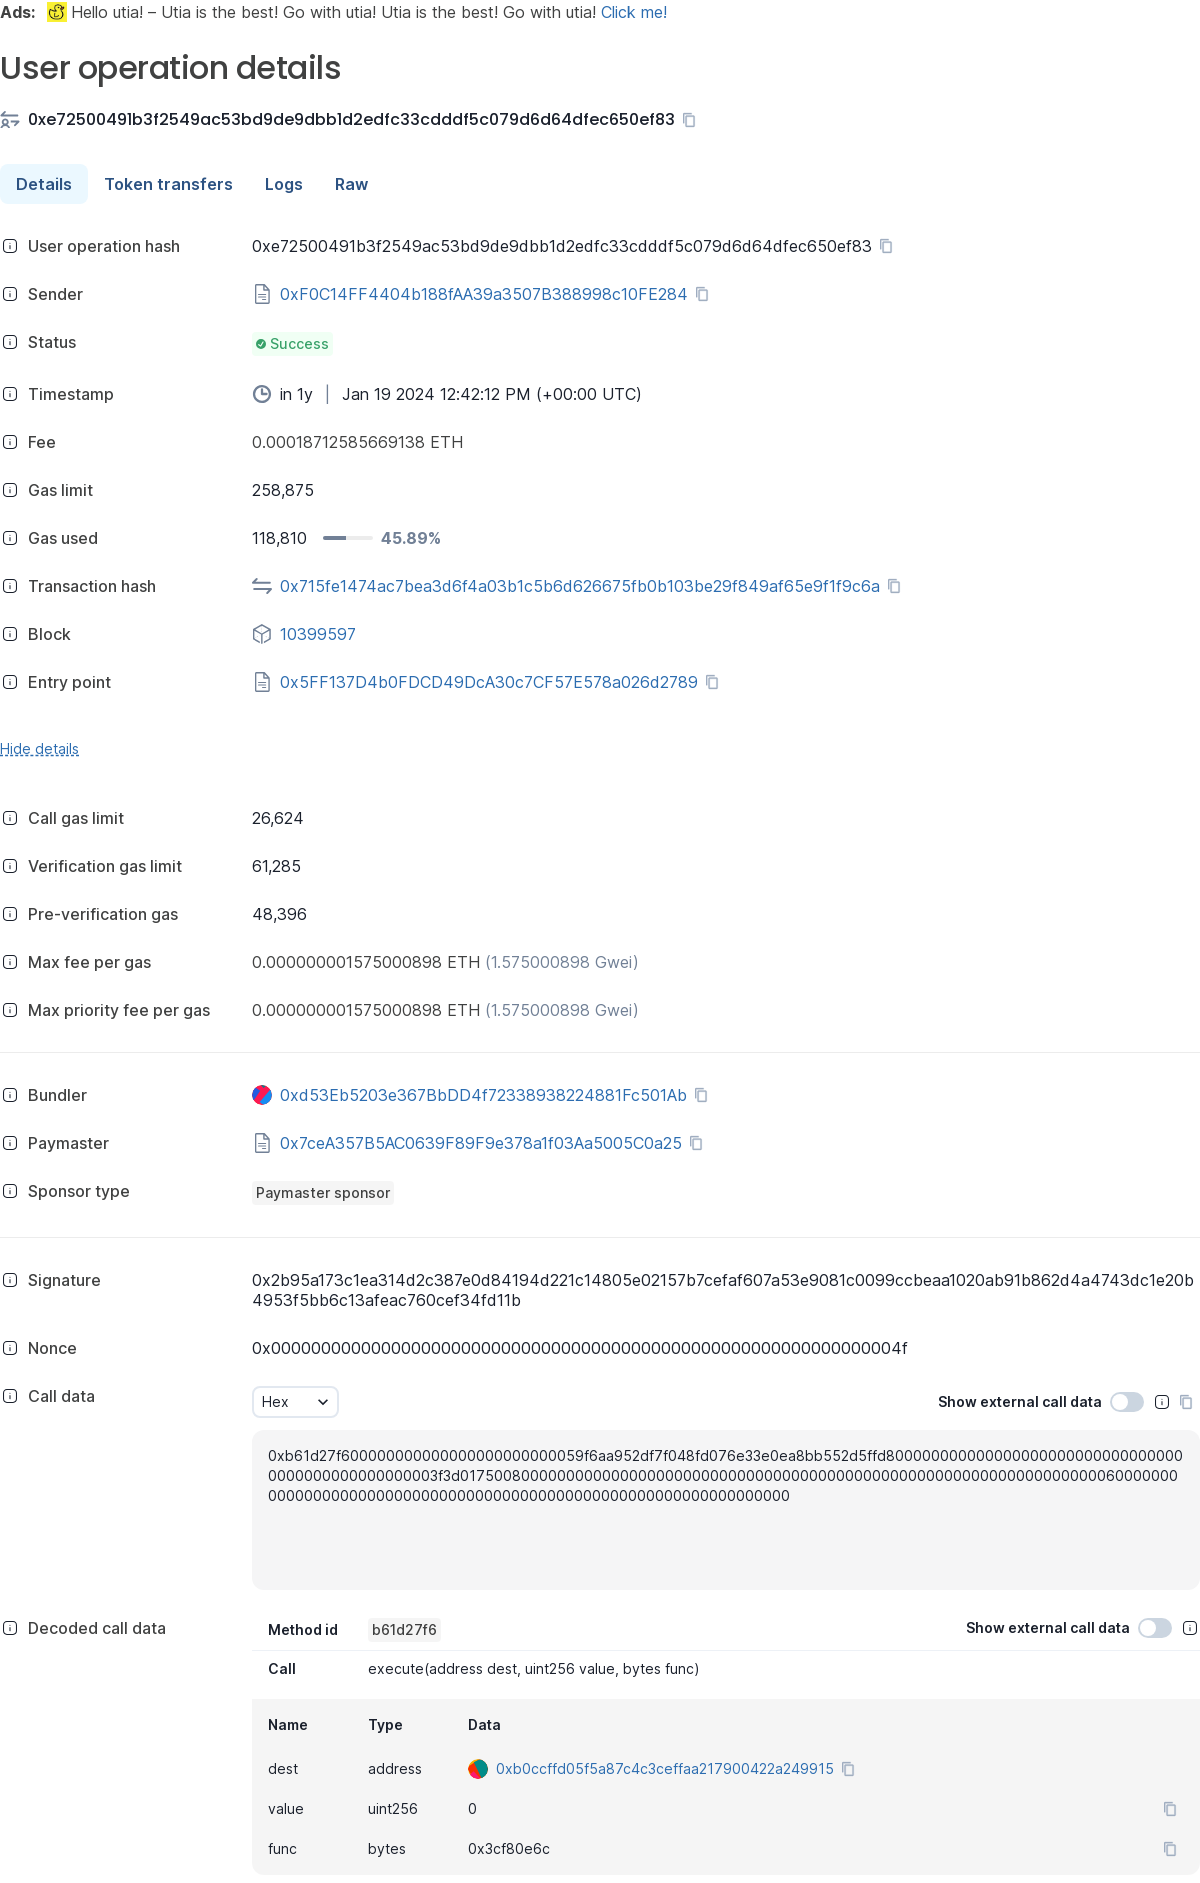 Ads: Hello utia! – Utia is the best! Go with utia! Utia is the best! Go with utia! Click me!
User operation details
0xe72500491b3f2549ac53bd9de9dbb1d2edfc33cdddf5c079d6d64dfec650ef83
Details Token transfers Logs Raw
User operation hash 0xe72500491b3f2549ac53bd9de9dbb1d2edfc33cdddf5c079d6d64dfec650ef83
Sender 0xF0C14FF4404b188fAA39a3507B388998c10FE284
Status Success
Timestamp in 1y | Jan 19 2024 12:42:12 PM (+00:00 UTC)
Fee 0.00018712585669138 ETH
Gas limit 258,875
Gas used 118,810 45.89%
Transaction hash 0x715fe1474ac7bea3d6f4a03b1c5b6d626675fb0b103be29f849af65e9f1f9c6a
Block 10399597
Entry point 0x5FF137D4b0FDCD49DcA30c7CF57E578a026d2789
Hide details
Call gas limit 26,624
Verification gas limit 61,285
Pre-verification gas 48,396
Max fee per gas 0.000000001575000898 ETH (1.575000898 Gwei)
Max priority fee per gas 0.000000001575000898 ETH (1.575000898 Gwei)
Bundler 0xd53Eb5203e367BbDD4f72338938224881Fc501Ab
Paymaster 0x7ceA357B5AC0639F89F9e378a1f03Aa5005C0a25
Sponsor type Paymaster sponsor
Signature 0x2b95a173c1ea314d2c387e0d84194d221c14805e02157b7cefaf607a53e9081c0099ccbeaa1020ab91b862d4a4743dc1e20b
4953f5bb6c13afeac760cef34fd11b
Nonce 0x000000000000000000000000000000000000000000000000000000000000004f
Call data Hex Show external call data
Decoded call data Method id b61d27f6 Show external call data
Call execute(address dest, uint256 value, bytes func)
Name Type Data
dest address 0xb0ccffd05f5a87c4c3ceffaa217900422a249915
value uint256 0
func bytes 0x3cf80e6c